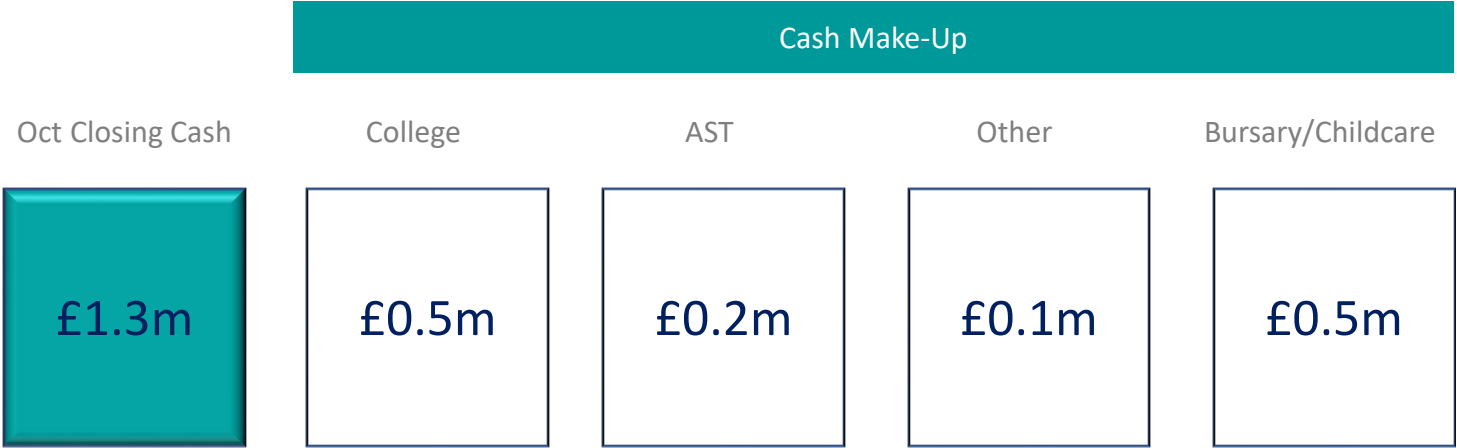 Cash Make-Up
Oct Closing Cash College AST Other Bursary/Childcare
£1.3m £0.5m £0.2m £0.1m £0.5m